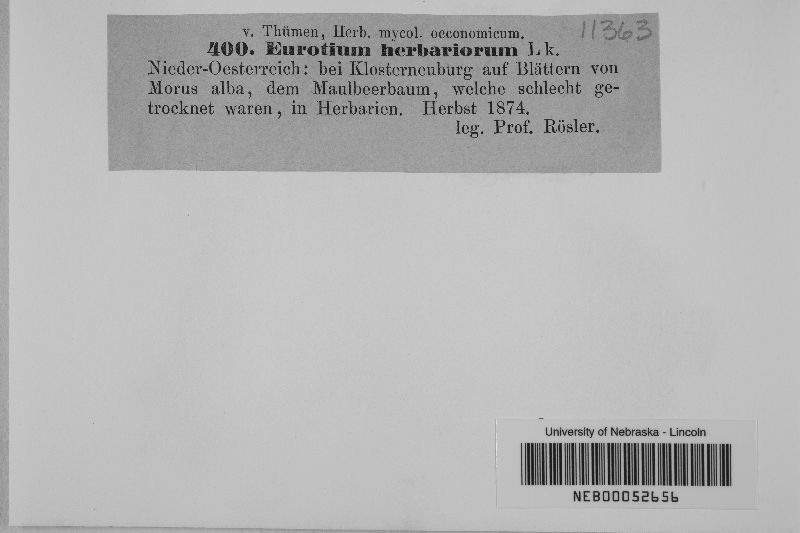 v. Thümen, Herb. mycol. oeconomicum. 11363
400. Eurotium herbariorum Lk.
Nieder-Oesterreich: bei Klosterneuburg auf Blättern von
Morus alba, dem Maulbeerbaum, welche schlecht ge-
trocknet waren, in Herbarien. Herbst 1874.
leg. Prof. Rösler.
University of Nebraska - Lincoln
NEB00052656